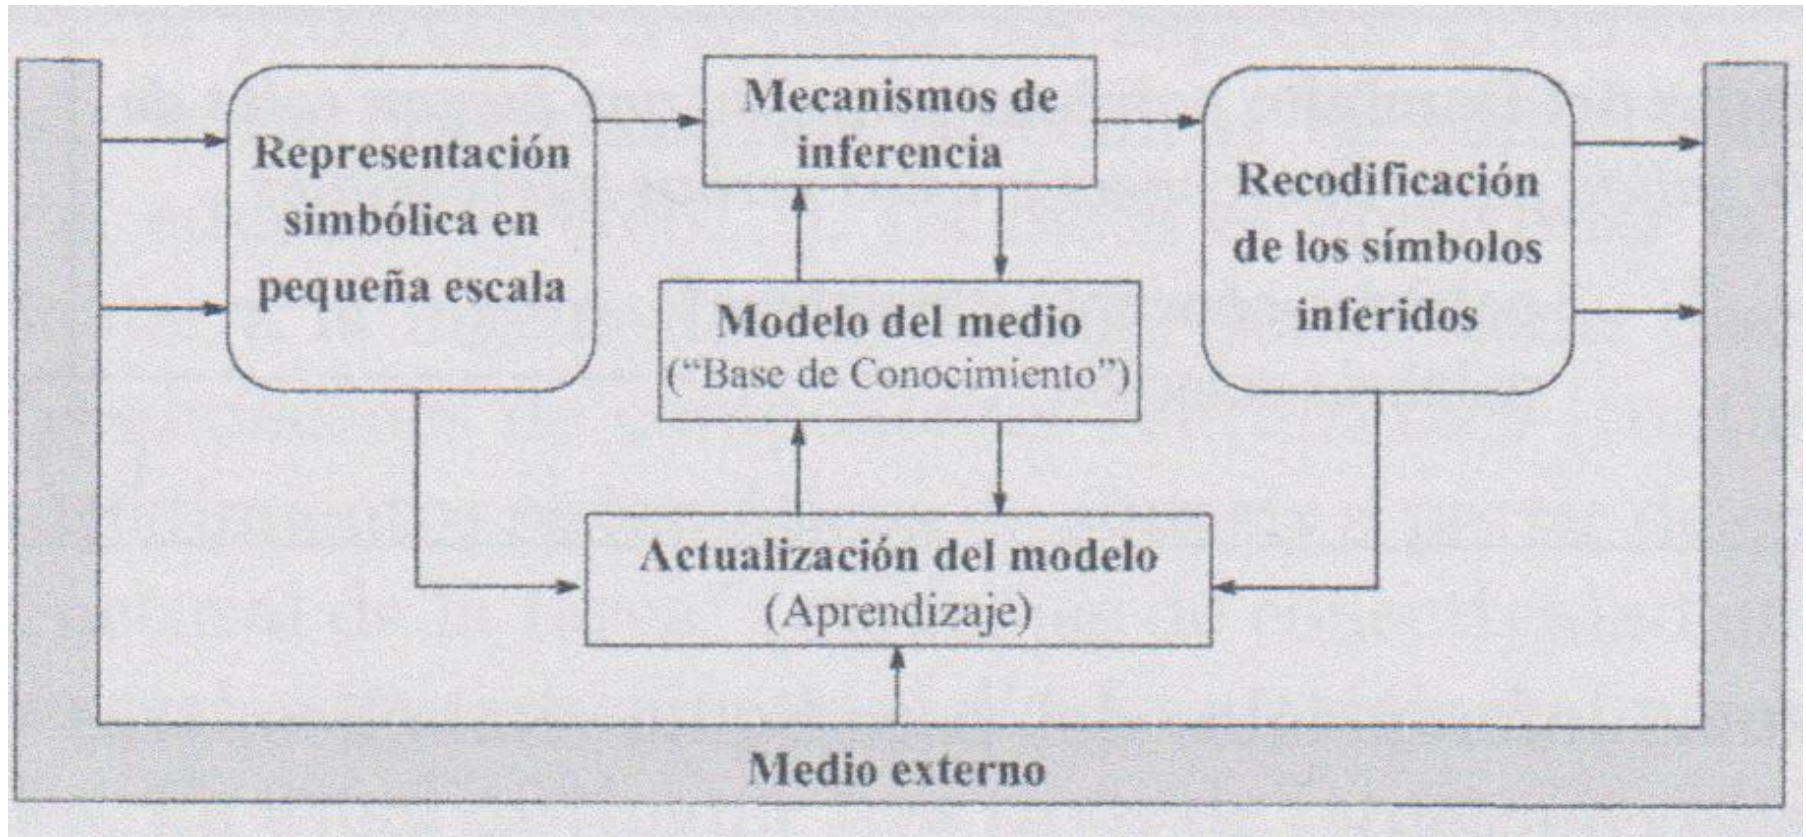 Representación
simbólica en
pequeña escala
Mecanismos de
inferencia
Modelo del medio
(“Base de Conocimiento”)
Actualización del modelo
(Aprendizaje)
Recodificación
de los símbolos
inferidos
Medio externo